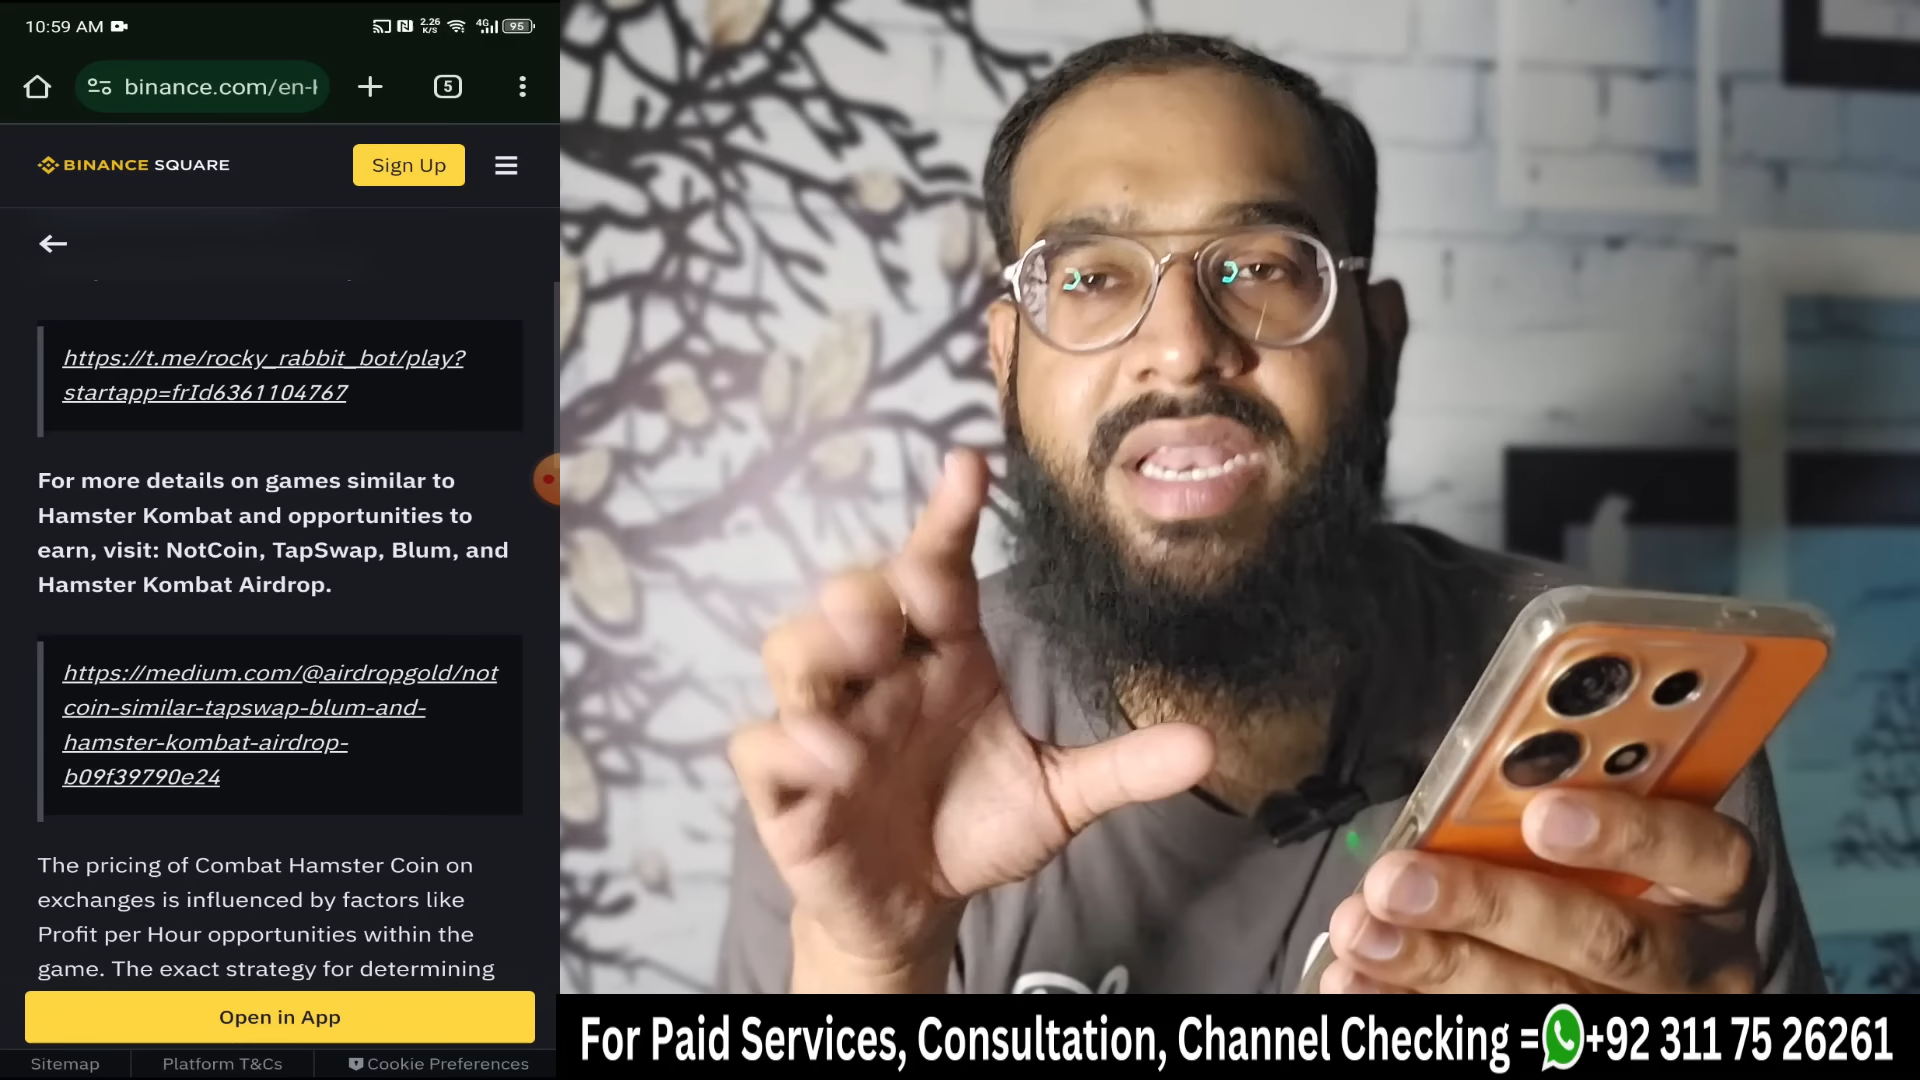 10:59 AM
2.26
K/S
4G
95
binance.com/en-
5
BINANCE SQUARE
Sign Up
https://t.me/rocky_rabbit_bot/play?
startapp=frId6361104767
For more details on games similar to
Hamster Kombat and opportunities to
earn, visit: NotCoin, TapSwap, Blum, and
Hamster Kombat Airdrop.
https://medium.com/@airdropgold/not
coin-similar-tapswap-blum-and-
hamster-kombat-airdrop-
b09f39790e24
The pricing of Combat Hamster Coin on
exchanges is influenced by factors like
Profit per Hour opportunities within the
game. The exact strategy for determining
Open in App
Sitemap
Platform T&Cs
Cookie Preferences
For Paid Services, Consultation, Channel Checking =+92 311 75 26261